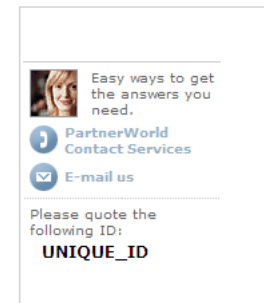 Easy ways to get
the answers you
need.
PartnerWorld
Contact Services
E-mail us
Please quote the
following ID:
UNIQUE_ID